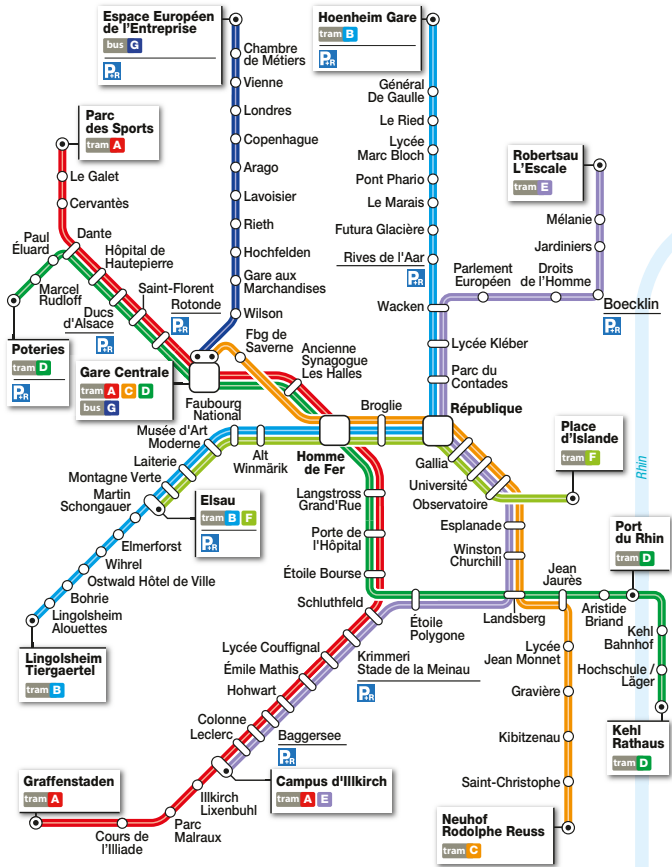 Espace Européen
de l'Entreprise
bus G
P+R
Hoenheim Gare
tram B
P+R
Chambre
de Métiers
Vienne
Londres
Copenhague
Arago
Lavoisier
Rieth
Hochfelden
Gare aux
Marchandises
Wilson
Général
De Gaulle
Le Ried
Lycée
Marc Bloch
Pont Phario
Le Marais
Futura Glacière
Rives de l'Aar
P+R
Wacken
Lycée Kléber
Parc du
Contades
Robertsau
L'Escale
tram E
Mélanie
Jardiniers
Parlement
Européen
Droits
de l'Homme
Boecklin
P+R
Parc
des Sports
tram A
Le Galet
Cervantès
Dante
Hôpital de
Hautepierre
Saint-Florent
Rotonde
P+R
Ducs
d'Alsace
P+R
Paul
Éluard
Marcel
Rudloff
Poteries
tram D
P+R
Gare Centrale
tram A C D
bus G
Fbg de
Saverne
Ancienne
Synagogue
Les Halles
Faubourg
National
Broglie
République
Homme
de Fer
Musée d'Art
Moderne
Alt
Winmärik
Laiterie
Montagne Verte
Martin
Schongauer
Elsau
tram B F
P+R
Elmerforst
Wihrel
Ostwald Hôtel de Ville
Bohrie
Lingolsheim
Alouettes
Lingolsheim
Tiergaertel
tram B
Gallia
Université
Observatoire
Place
d'Islande
tram F
Rhin
Esplanade
Winston
Churchill
Landsberg
Langstross
Grand'Rue
Porte de
l'Hôpital
Étoile Bourse
Schluthfeld
Étoile
Polygone
Krimmeri
Stade de la Meinau
P+R
Jean
Jaurès
Aristide
Briand
Port
du Rhin
tram D
Kehl
Bahnhof
Hochschule /
Läger
Kehl
Rathaus
tram D
Lycée
Jean Monnet
Gravière
Kibitzenau
Saint-Christophe
Neuhof
Rodolphe Reuss
tram C
Lycée Couffignal
Émile Mathis
Hohwart
Colonne
Leclerc
Baggersee
P+R
Campus d'Illkirch
tram A E
Illkirch
Lixenbuhl
Parc
Malraux
Cours de
l'Illiade
Graffenstaden
tram A